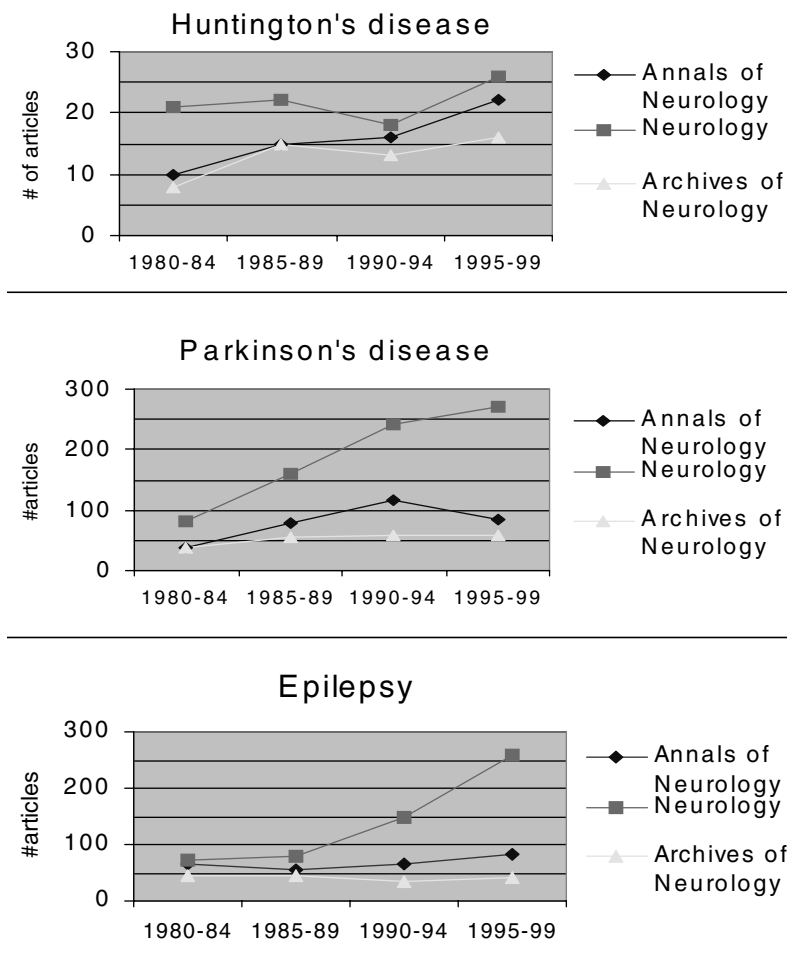 Huntington's disease
30
20
10
0
# of articles
1980-84 1985-89 1990-94 1995-99
Annals of
Neurology
Neurology
Archives of
Neurology
Parkinson's disease
300
200
100
0
#articles
1980-84 1985-89 1990-94 1995-99
Annals of
Neurology
Neurology
Archives of
Neurology
Epilepsy
300
200
100
0
#articles
1980-84 1985-89 1990-94 1995-99
Annals of
Neurology
Neurology
Archives of
Neurology